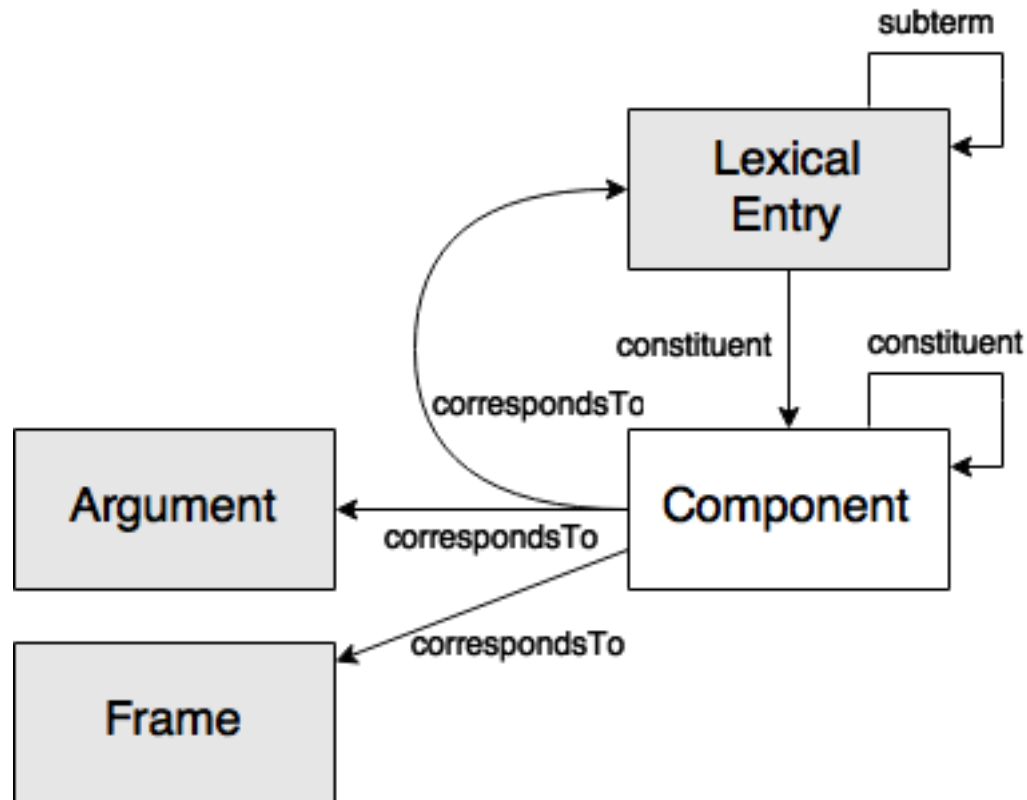 subterm
Lexical
Entry
constituent
constituent
correspondsTo
Argument
Component
correspondsTo
correspondsTo
Frame